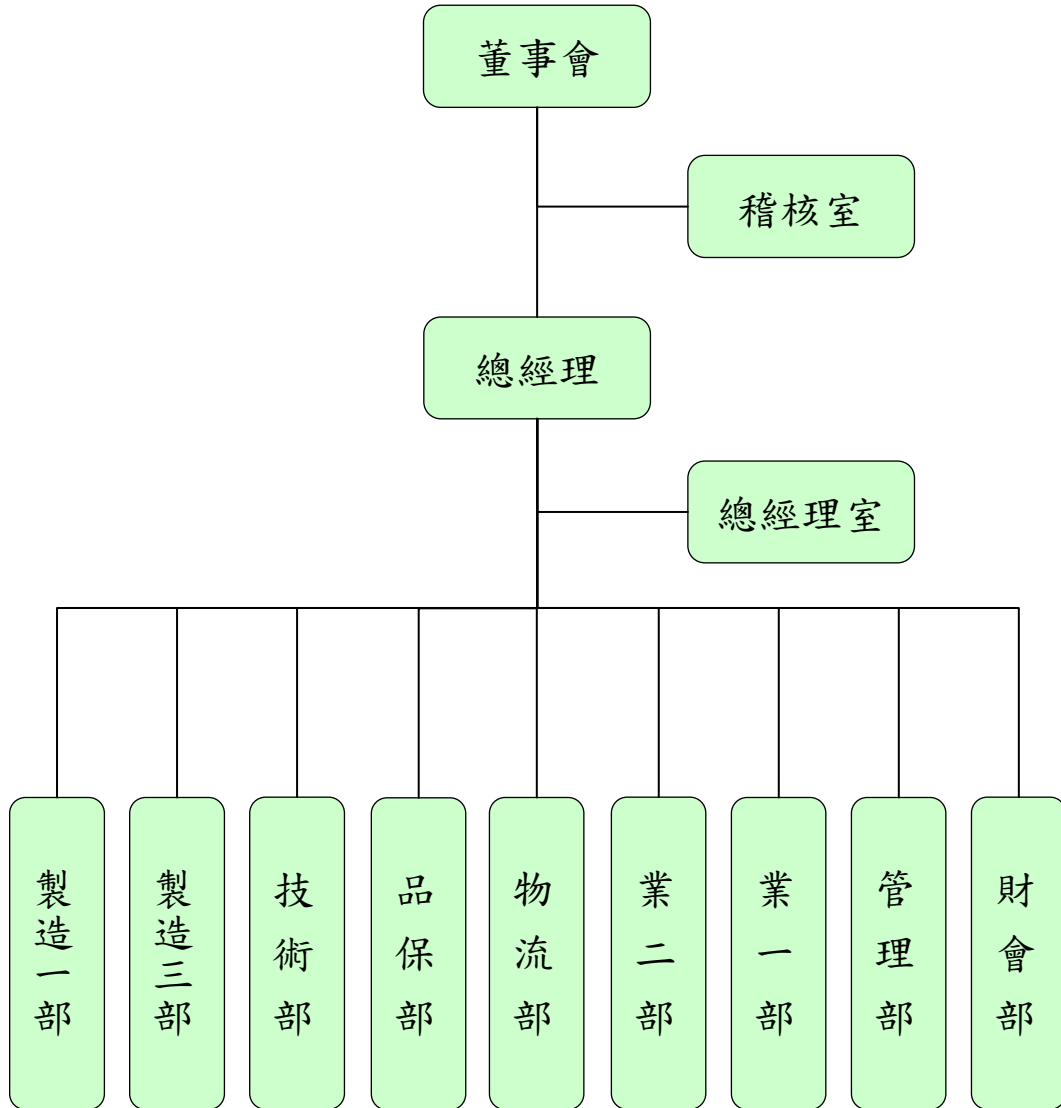 董事會
稽核室
總經理
總經理室
製造一部
製造三部
技術部
品保部
物流部
業二部
業一部
管理部
財會部